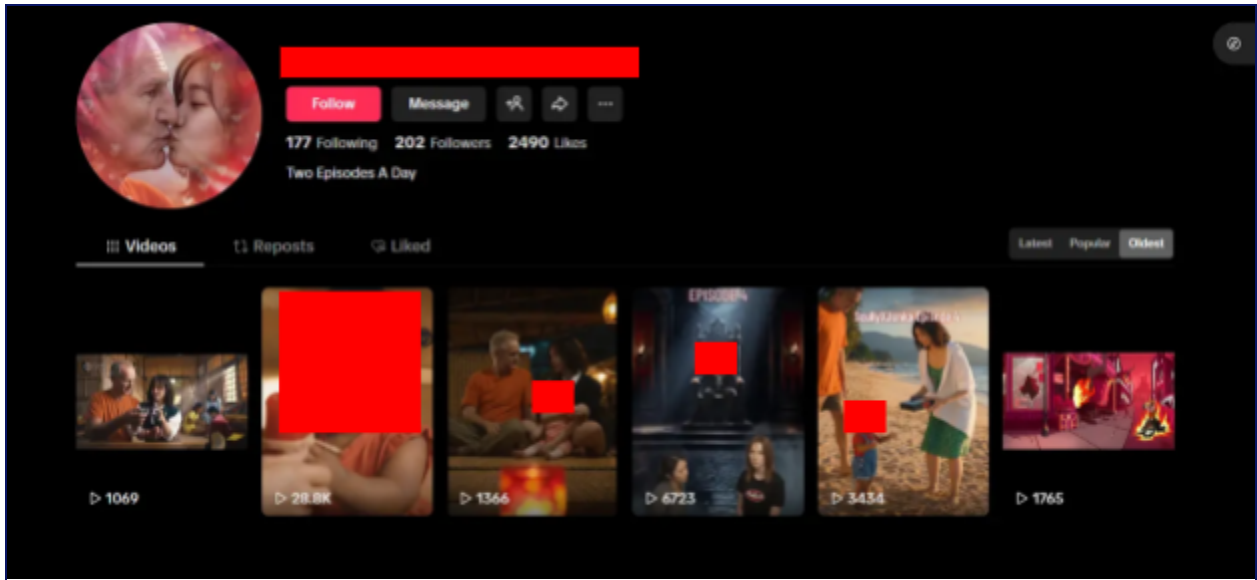 Follow
Message
177 Following 202 Followers 2490 Likes
Two Episodes A Day
Videos
Reposts
Liked
Latest Popular Oldest
EPISODE4
1069
28.8K
1366
6723
3434
1765